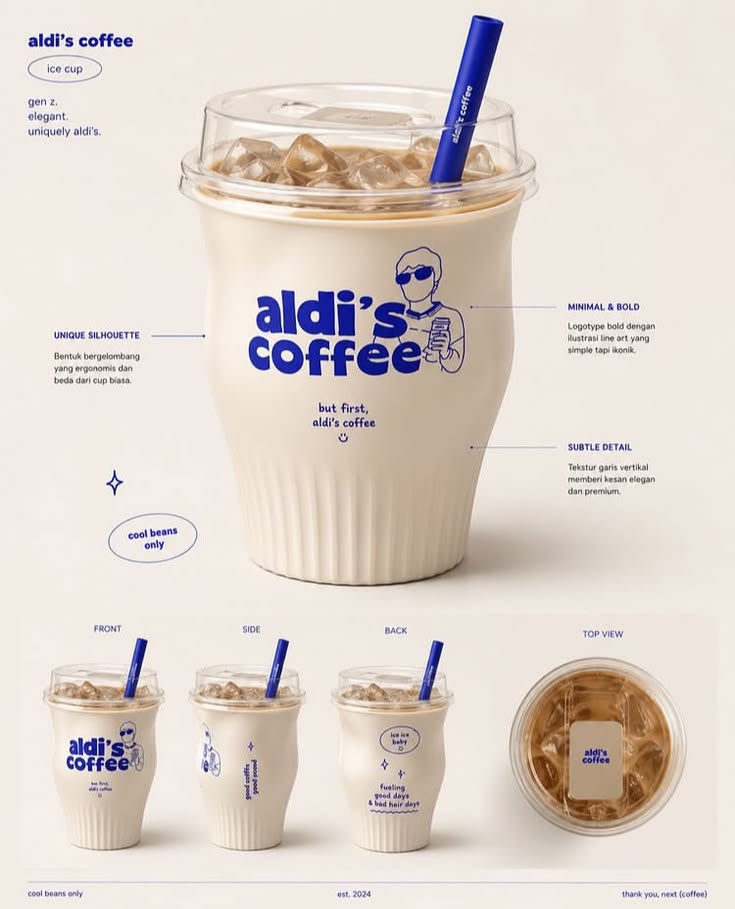 aldi's coffee
ice cup
gen z.
elegant.
uniquely aldi's.
aldi's coffee
aldi's
coffee
but first,
aldi's coffee
UNIQUE SILHOUETTE
Bentuk bergelombang
yang ergonomis dan
beda dari cup biasa.
MINIMAL & BOLD
Logotype bold dengan
ilustrasi line art yang
simple tapi ikonik.
SUBTLE DETAIL
Tekstur garis vertikal
memberi kesan elegan
dan premium.
cool beans
only
FRONT
aldi's
coffee
but first,
aldi's coffee
SIDE
good
good
BACK
ice ice
baby
fueling
good days
& bad hair days
TOP VIEW
aldi's
coffee
cool beans only
est. 2024
thank you, next (coffee)